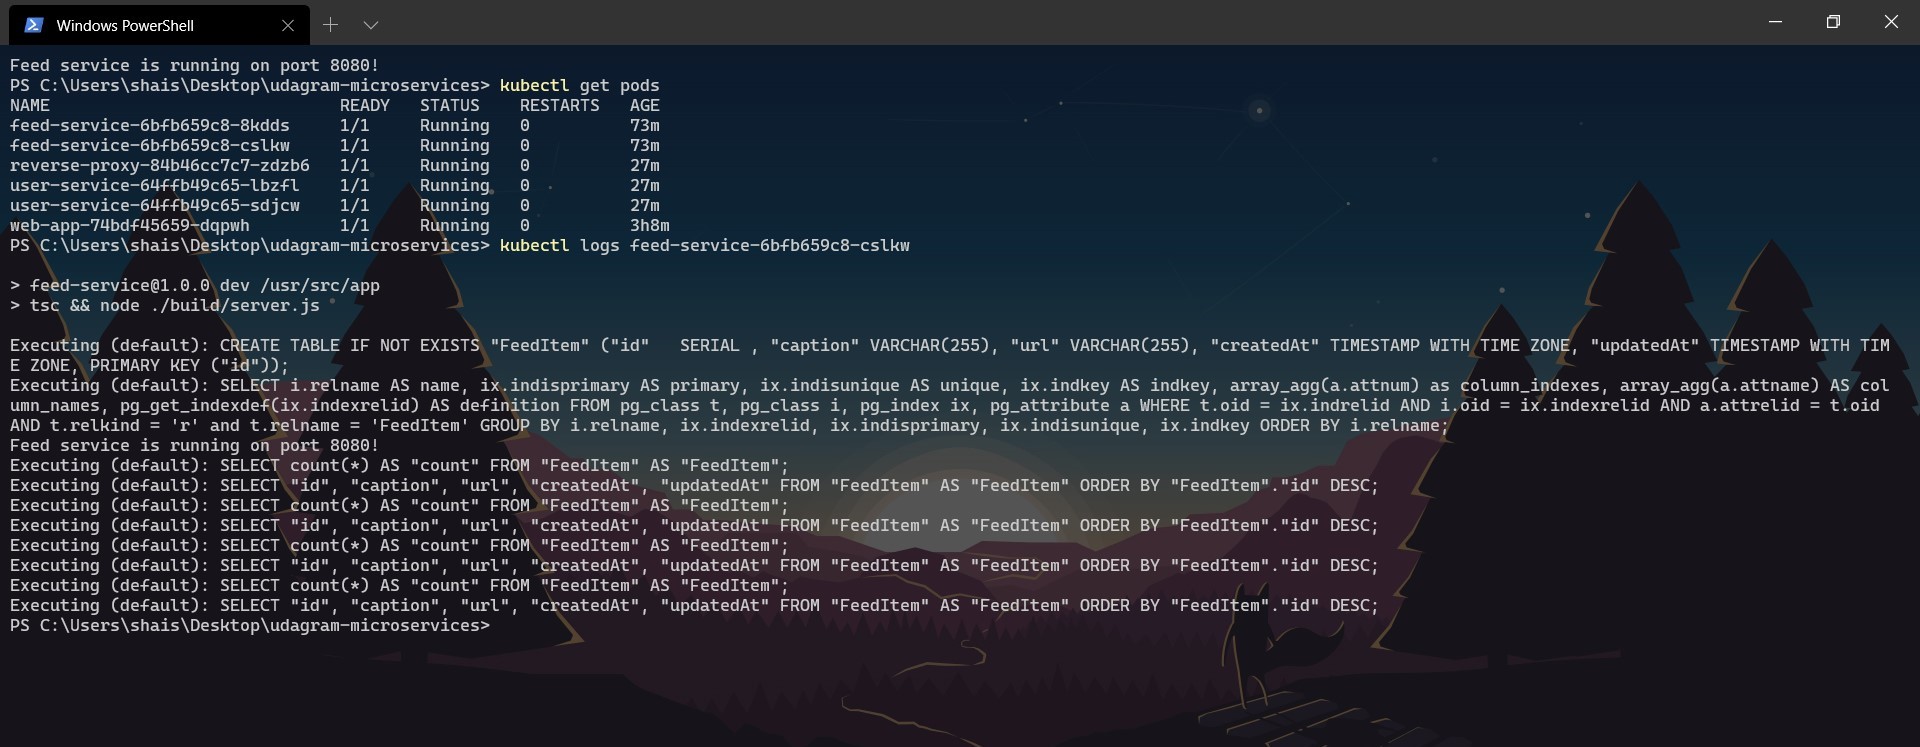 Windows PowerShell
Feed service is running on port 8080!
PS C:\Users\shais\Desktop\udagram-microservices> kubectl get pods
NAME                             READY   STATUS    RESTARTS   AGE
feed-service-6bfb659c8-8kdds     1/1     Running   0          73m
feed-service-6bfb659c8-cslkw     1/1     Running   0          73m
reverse-proxy-84b46cc7c7-zdzb6   1/1     Running   0          27m
user-service-64ffb49c65-lbzfl    1/1     Running   0          27m
user-service-64ffb49c65-sdjcw    1/1     Running   0          27m
web-app-74bdf45659-dqpwh         1/1     Running   0          3h8m
PS C:\Users\shais\Desktop\udagram-microservices> kubectl logs feed-service-6bfb659c8-cslkw
> feed-service@1.0.0 dev /usr/src/app
> tsc && node ./build/server.js
Executing (default): CREATE TABLE IF NOT EXISTS "FeedItem" ("id"   SERIAL , "caption" VARCHAR(255), "url" VARCHAR(255), "createdAt" TIMESTAMP WITH TIME ZONE, "updatedAt" TIMESTAMP WITH TIM
E ZONE, PRIMARY KEY ("id"));
Executing (default): SELECT i.relname AS name, ix.indisprimary AS primary, ix.indisunique AS unique, ix.indkey AS indkey, array_agg(a.attnum) as column_indexes, array_agg(a.attname) AS col
umn_names, pg_get_indexdef(ix.indexrelid) AS definition FROM pg_class t, pg_class i, pg_index ix, pg_attribute a WHERE t.oid = ix.indrelid AND i.oid = ix.indexrelid AND a.attrelid = t.oid
AND t.relkind = 'r' and t.relname = 'FeedItem' GROUP BY i.relname, ix.indexrelid, ix.indisprimary, ix.indisunique, ix.indkey ORDER BY i.relname;
Feed service is running on port 8080!
Executing (default): SELECT count(*) AS "count" FROM "FeedItem" AS "FeedItem";
Executing (default): SELECT "id", "caption", "url", "createdAt", "updatedAt" FROM "FeedItem" AS "FeedItem" ORDER BY "FeedItem"."id" DESC;
Executing (default): SELECT count(*) AS "count" FROM "FeedItem" AS "FeedItem";
Executing (default): SELECT "id", "caption", "url", "createdAt", "updatedAt" FROM "FeedItem" AS "FeedItem" ORDER BY "FeedItem"."id" DESC;
Executing (default): SELECT count(*) AS "count" FROM "FeedItem" AS "FeedItem";
Executing (default): SELECT "id", "caption", "url", "createdAt", "updatedAt" FROM "FeedItem" AS "FeedItem" ORDER BY "FeedItem"."id" DESC;
Executing (default): SELECT count(*) AS "count" FROM "FeedItem" AS "FeedItem";
Executing (default): SELECT "id", "caption", "url", "createdAt", "updatedAt" FROM "FeedItem" AS "FeedItem" ORDER BY "FeedItem"."id" DESC;
PS C:\Users\shais\Desktop\udagram-microservices>